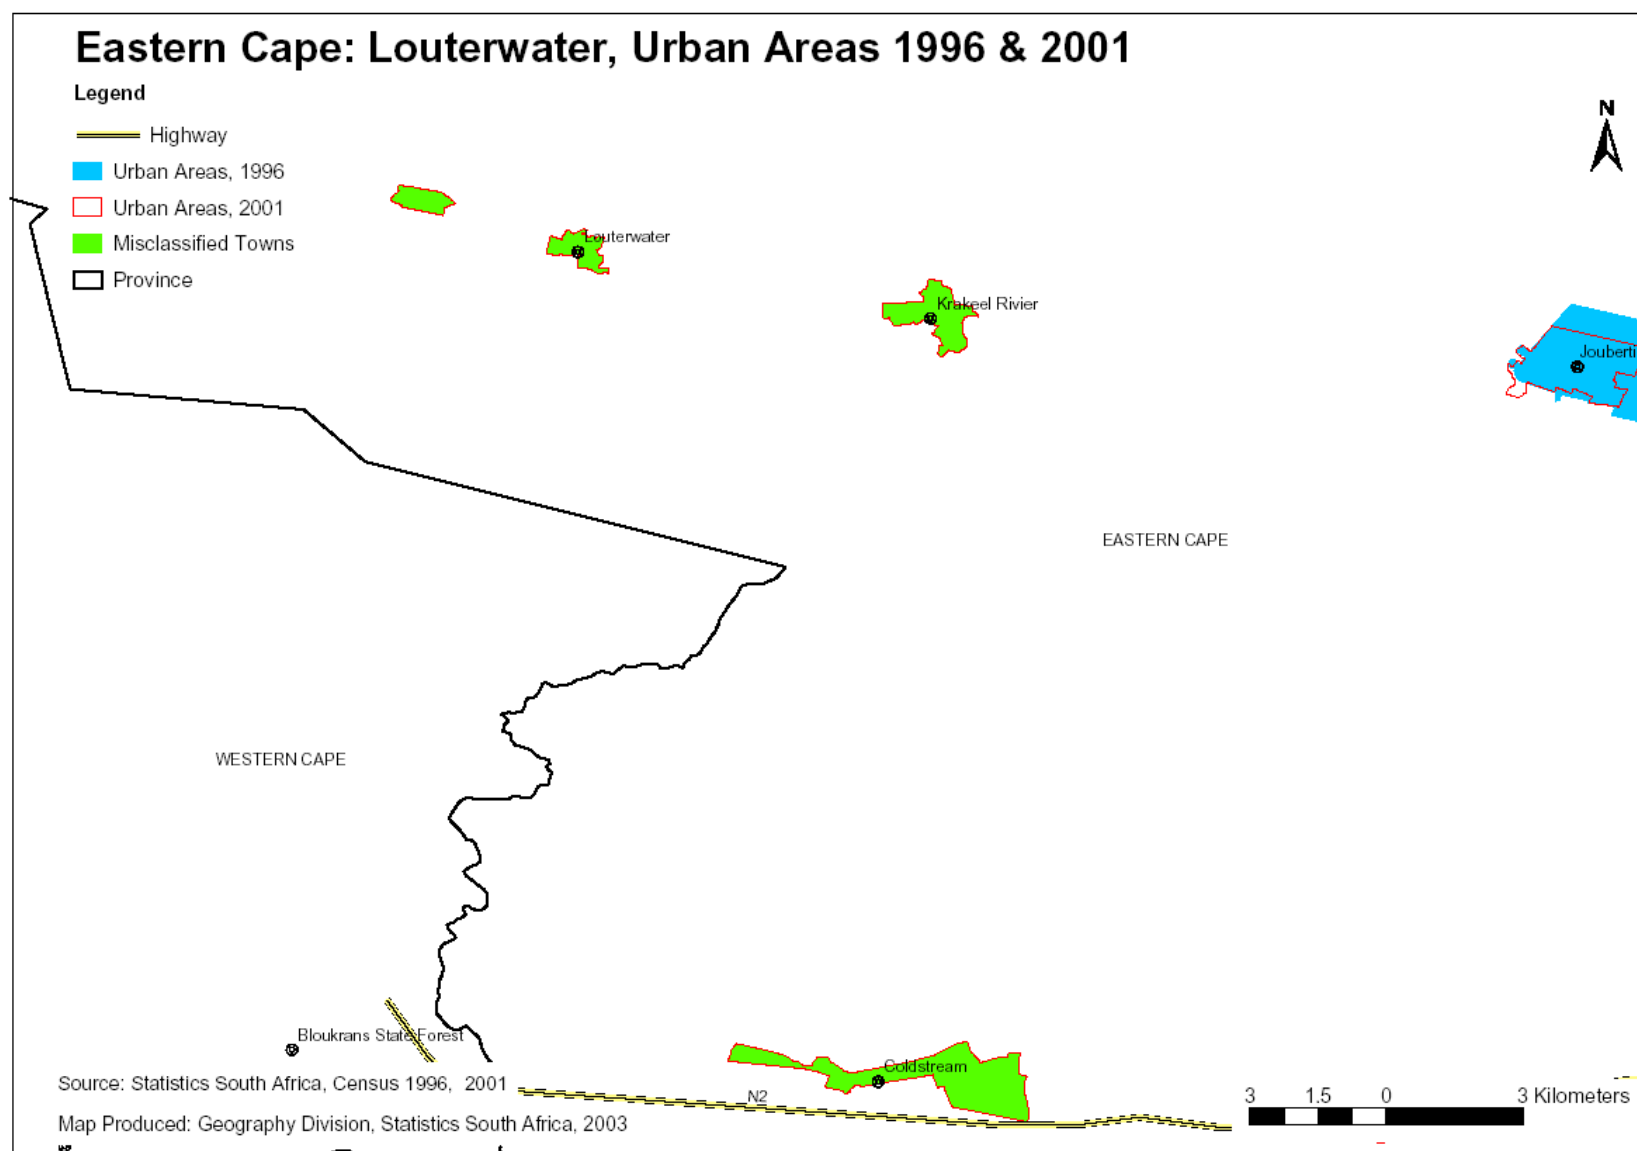 Eastern Cape: Louterwater, Urban Areas 1996 & 2001
Legend
N
Highway
Urban Areas, 1996
Urban Areas, 2001
Misclassified Towns
Province
Louterwater
Krakeel Rivier
Jouberti
EASTERN CAPE
WESTERN CAPE
Bloukrans State Forest
Coldstream
Source: Statistics South Africa, Census 1996, 2001
N2
3 1.5 0 3 Kilometers
Map Produced: Geography Division, Statistics South Africa, 2003